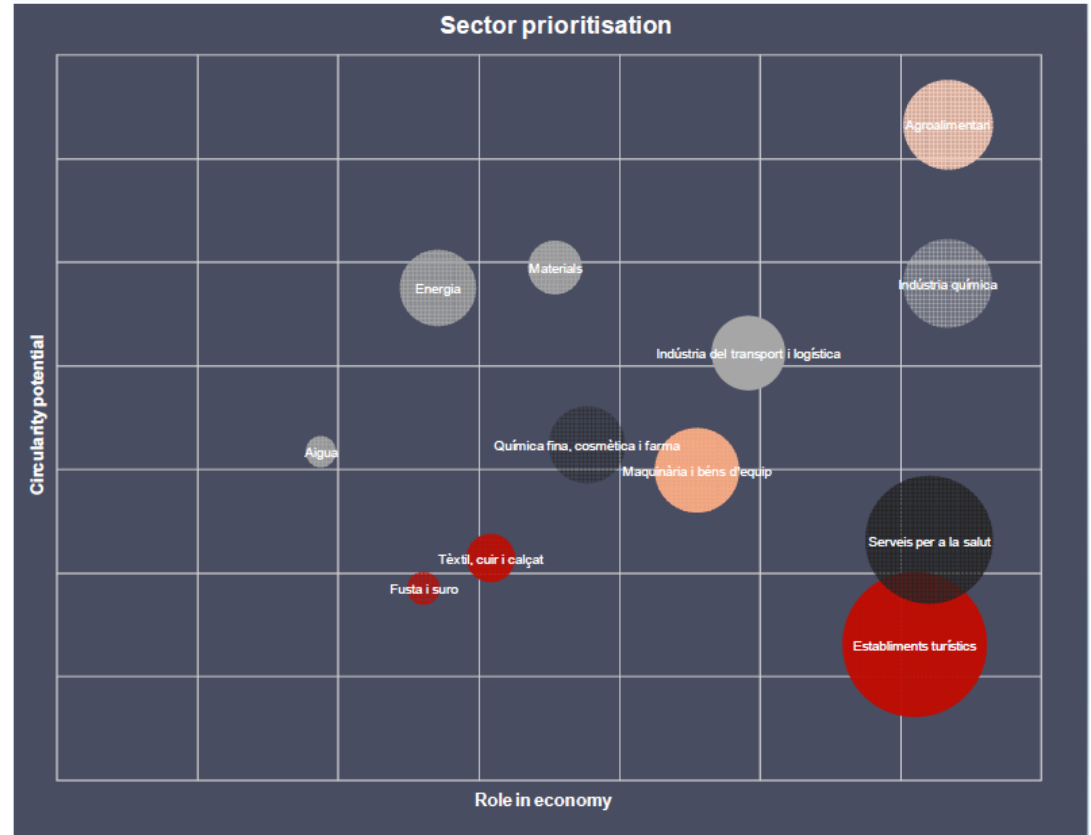 Sector prioritisation
Agroalimentari
Materials
Energia
Indústria química
Indústria del transport i logística
Circularity potential
Química fina, cosmètica i farma
Aigua
Maquinària i béns d'equip
Serveis per a la salut
Tèxtil, cuir i calçat
Fusta i suro
Establiments turístics
Role in economy